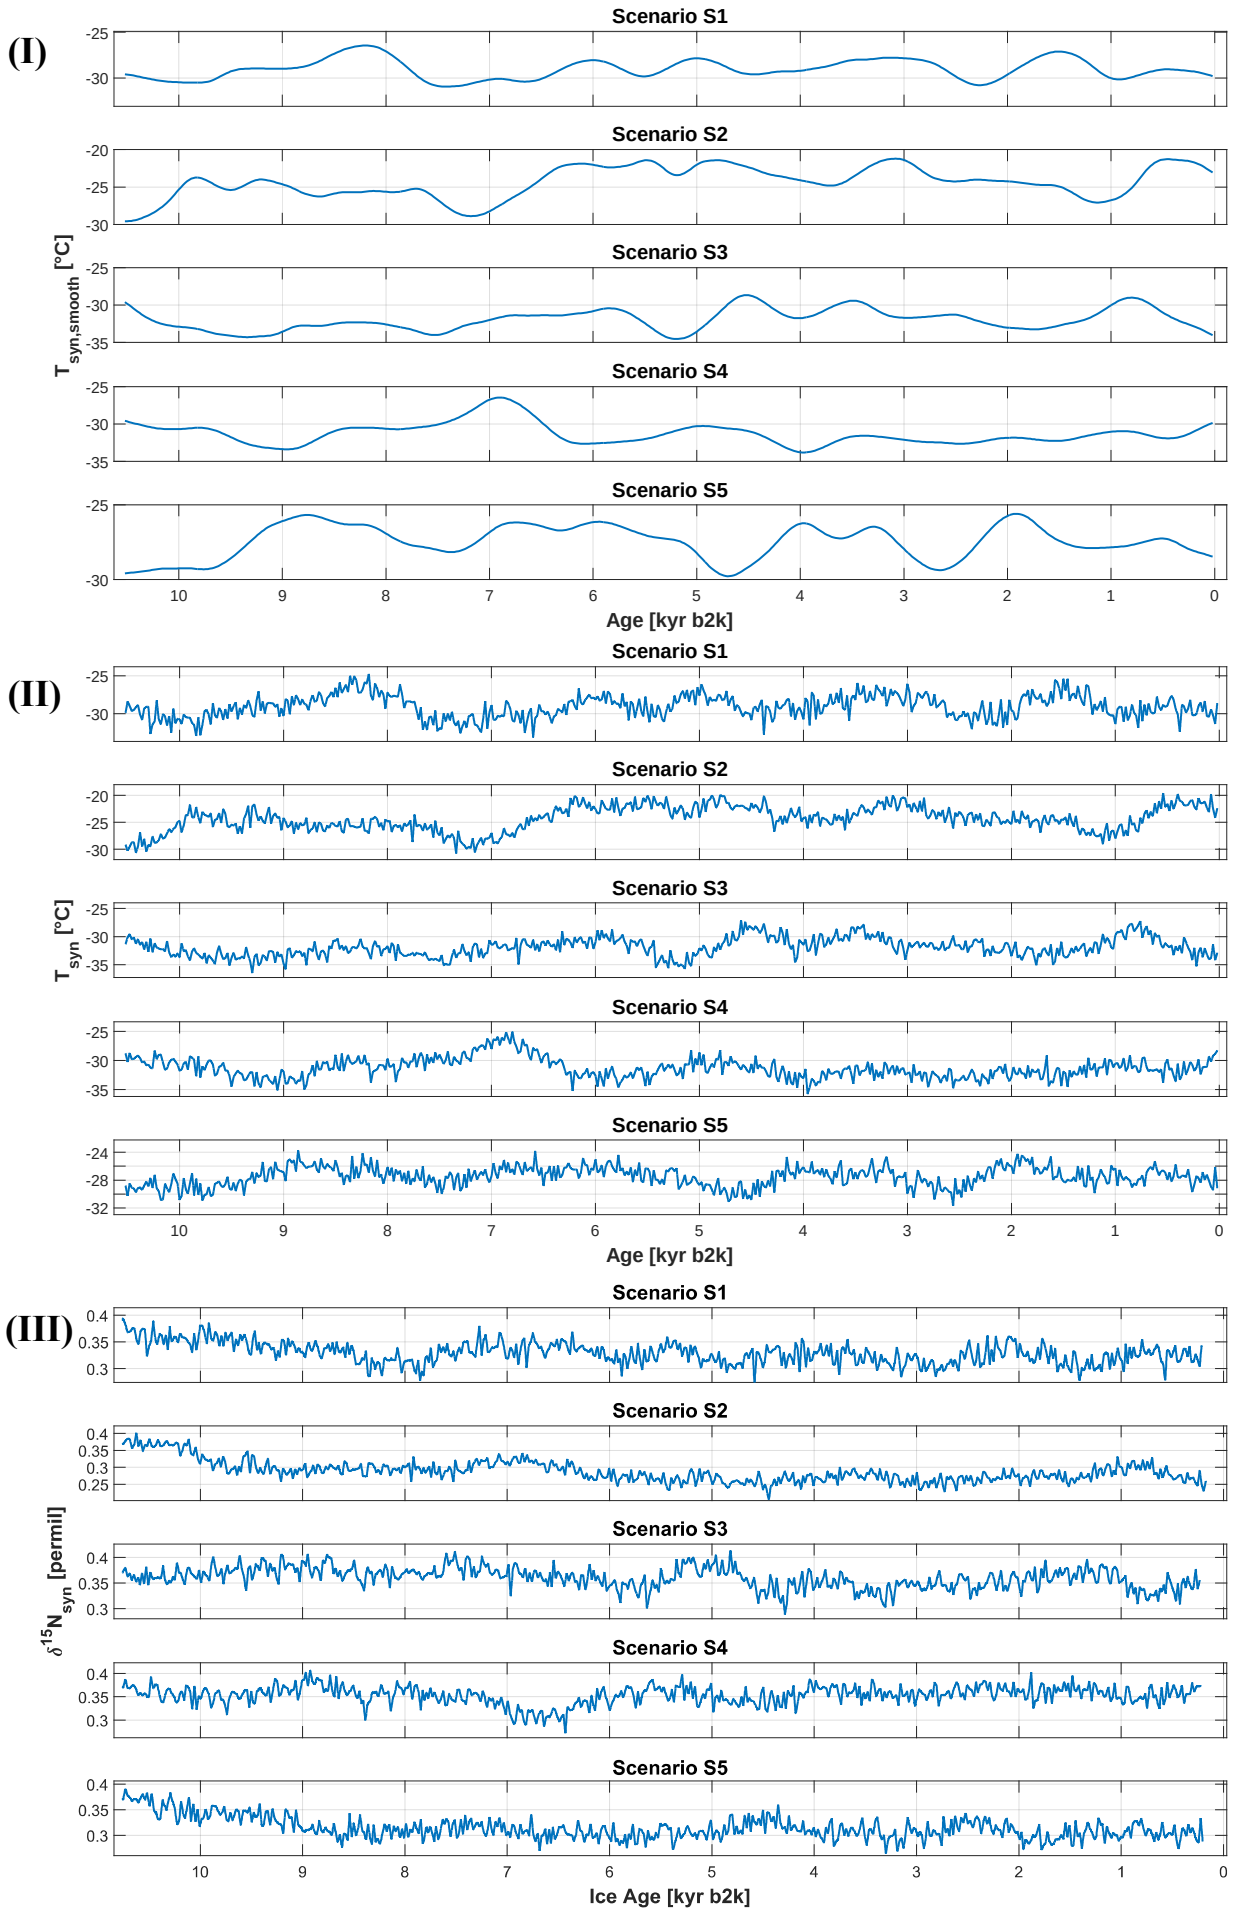 (I)
Scenario S1
-25
-30
Scenario S2
-20
-25
-30
Scenario S3
-25
-30
-35
Scenario S4
-25
-30
-35
Scenario S5
-25
-30
T_syn,smooth [°C]
10 9 8 7 6 5 4 3 2 1 0
Age [kyr b2k]
(II)
Scenario S1
-25
-30
Scenario S2
-20
-25
-30
Scenario S3
-25
-30
-35
Scenario S4
-25
-30
-35
Scenario S5
-24
-28
-32
T_syn [°C]
10 9 8 7 6 5 4 3 2 1 0
Age [kyr b2k]
(III)
Scenario S1
0.4
0.35
0.3
Scenario S2
0.4
0.35
0.3
0.25
Scenario S3
0.4
0.35
0.3
Scenario S4
0.4
0.35
0.3
Scenario S5
0.4
0.35
0.3
δ¹⁵N_syn [permil]
10 9 8 7 6 5 4 3 2 1 0
Ice Age [kyr b2k]